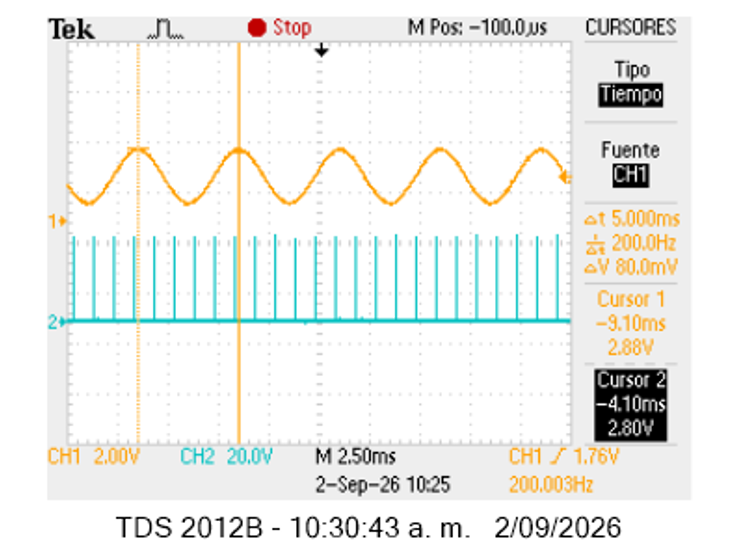 Tek Stop M Pos: -100.0µs CURSORES
Tipo
Tiempo
Fuente
CH1
1
Δt 5.000ms
1/Δt 200.0Hz
ΔV 80.0mV
2
Cursor 1
-9.10ms
2.88V
Cursor 2
-4.10ms
2.80V
CH1 2.00V CH2 20.0V M 2.50ms CH1 1.76V
2-Sep-26 10:25 200.003Hz
TDS 2012B - 10:30:43 a. m. 2/09/2026